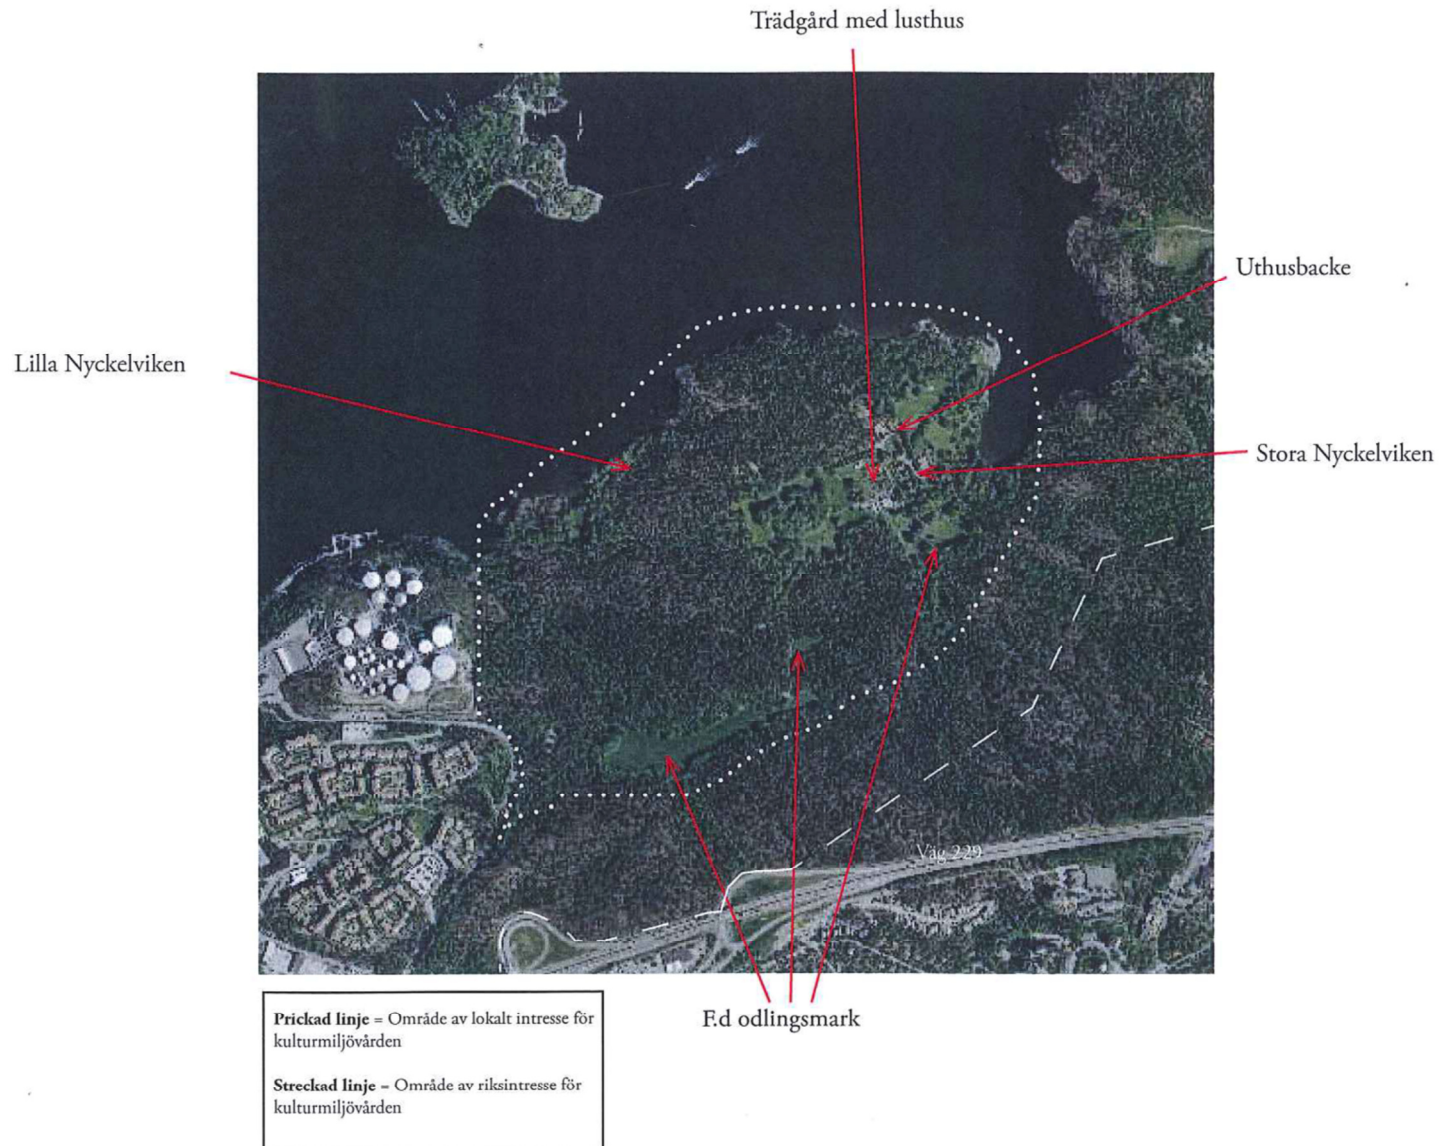 Trädgård med lusthus
Uthusbacke
Lilla Nyckelviken
Stora Nyckelviken
Väg 229
F.d odlingsmark
Prickad linje = Område av lokalt intresse för
kulturmiljövården
Streckad linje = Område av riksintresse för
kulturmiljövården